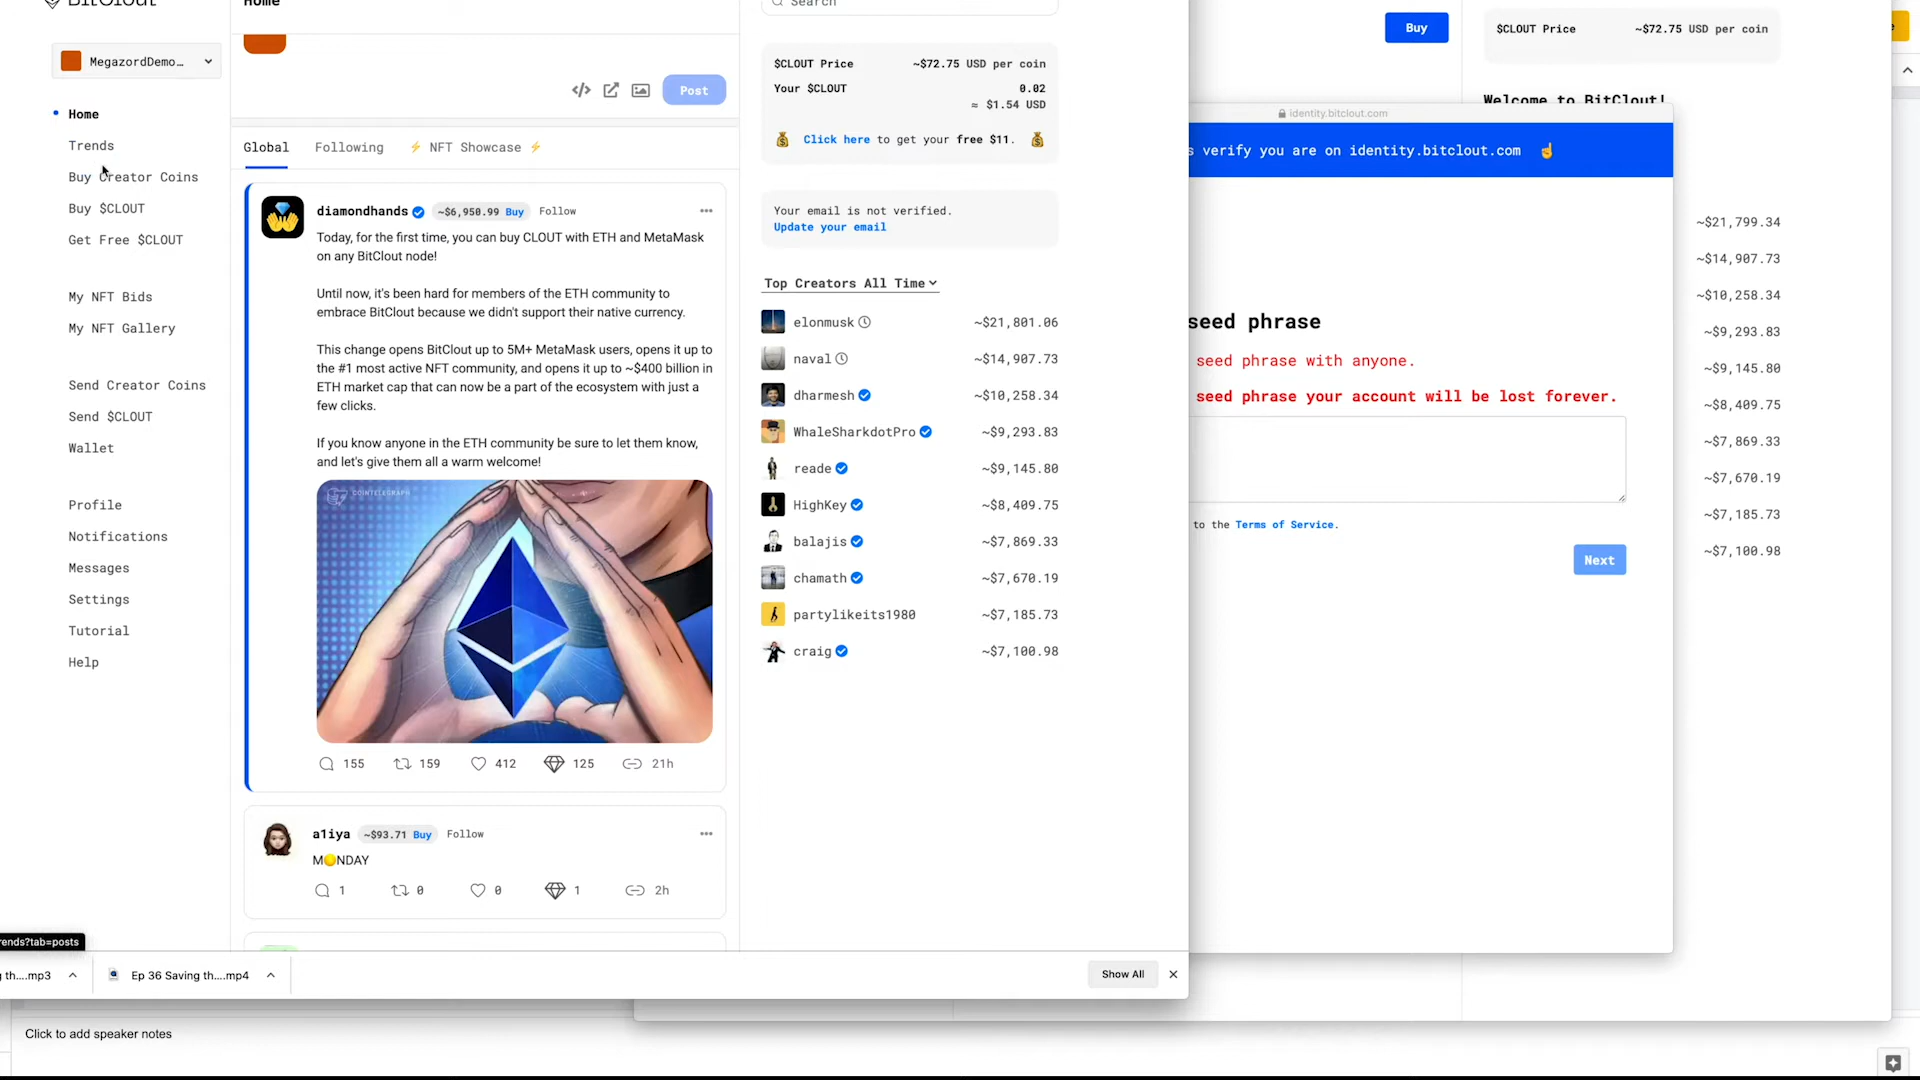 BitClout
MegazordDemo...
Home
Trends
Buy Creator Coins
Buy $CLOUT
Get Free $CLOUT
My NFT Bids
My NFT Gallery
Send Creator Coins
Send $CLOUT
Wallet
Profile
Notifications
Messages
Settings
Tutorial
Help
rends?tab=posts
Home
Post
Global Following ⚡ NFT Showcase ⚡
diamondhands ~$6,950.99 Buy Follow
Today, for the first time, you can buy CLOUT with ETH and MetaMask
on any BitClout node!
Until now, it's been hard for members of the ETH community to
embrace BitClout because we didn't support their native currency.
This change opens BitClout up to 5M+ MetaMask users, opens it up to
the #1 most active NFT community, and opens it up to ~$400 billion in
ETH market cap that can now be a part of the ecosystem with just a
few clicks.
If you know anyone in the ETH community be sure to let them know,
and let's give them all a warm welcome!
COINTELEGRAPH
155 159 412 125 21h
a1iya ~$93.71 Buy Follow
M🟡NDAY
1 0 0 1 2h
Search
$CLOUT Price ~$72.75 USD per coin
Your $CLOUT 0.02
≈ $1.54 USD
💰 Click here to get your free $11. 💰
Your email is not verified.
Update your email
Top Creators All Time
elonmusk ~$21,801.06
naval ~$14,907.73
dharmesh ~$10,258.34
WhaleSharkdotPro ~$9,293.83
reade ~$9,145.80
HighKey ~$8,409.75
balajis ~$7,869.33
chamath ~$7,670.19
partylikeits1980 ~$7,185.73
craig ~$7,100.98
g th....mp3 Ep 36 Saving th....mp4
Show All
Click to add speaker notes
Buy
$CLOUT Price ~$72.75 USD per coin
Welcome to BitClout!
identity.bitclout.com
s verify you are on identity.bitclout.com ☝
seed phrase
seed phrase with anyone.
seed phrase your account will be lost forever.
to the Terms of Service.
Next
~$21,799.34
~$14,907.73
~$10,258.34
~$9,293.83
~$9,145.80
~$8,409.75
~$7,869.33
~$7,670.19
~$7,185.73
~$7,100.98